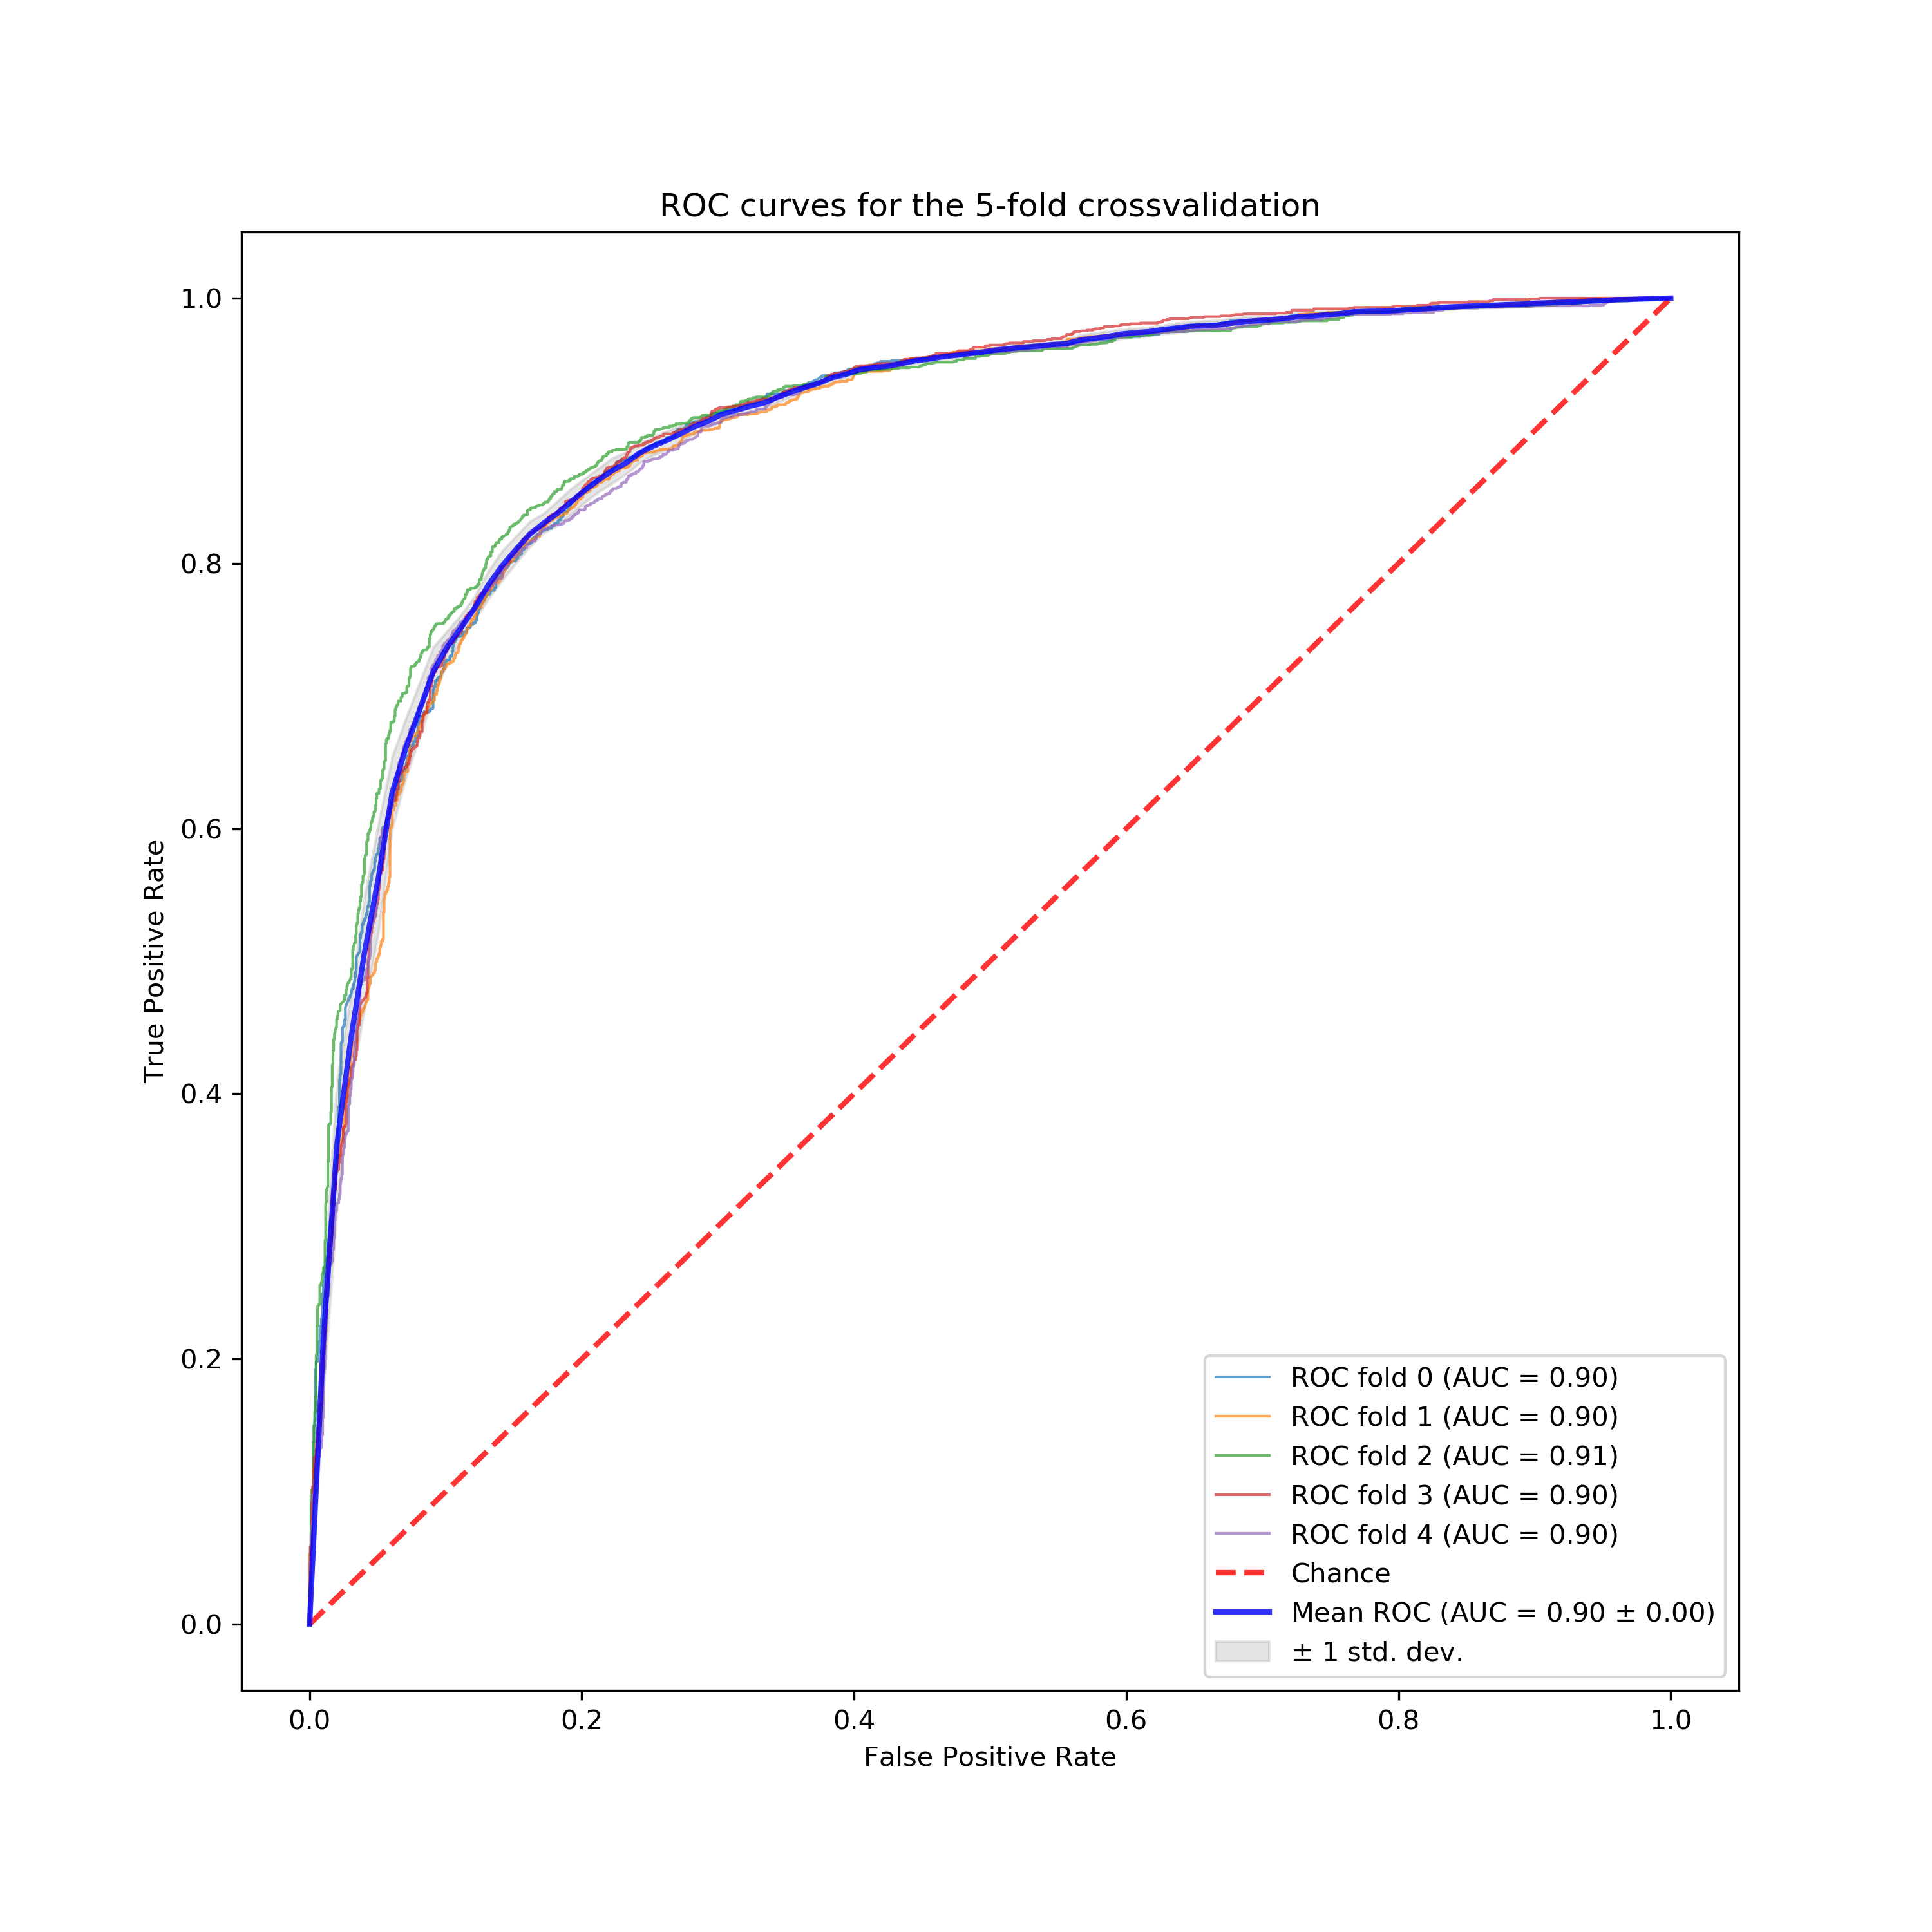 ROC curves for the 5-fold crossvalidation
True Positive Rate
1.0
0.8
0.6
0.4
0.2
0.0
ROC fold 0 (AUC = 0.90)
ROC fold 1 (AUC = 0.90)
ROC fold 2 (AUC = 0.91)
ROC fold 3 (AUC = 0.90)
ROC fold 4 (AUC = 0.90)
Chance
Mean ROC (AUC = 0.90 ± 0.00)
± 1 std. dev.
0.0 0.2 0.4 0.6 0.8 1.0
False Positive Rate